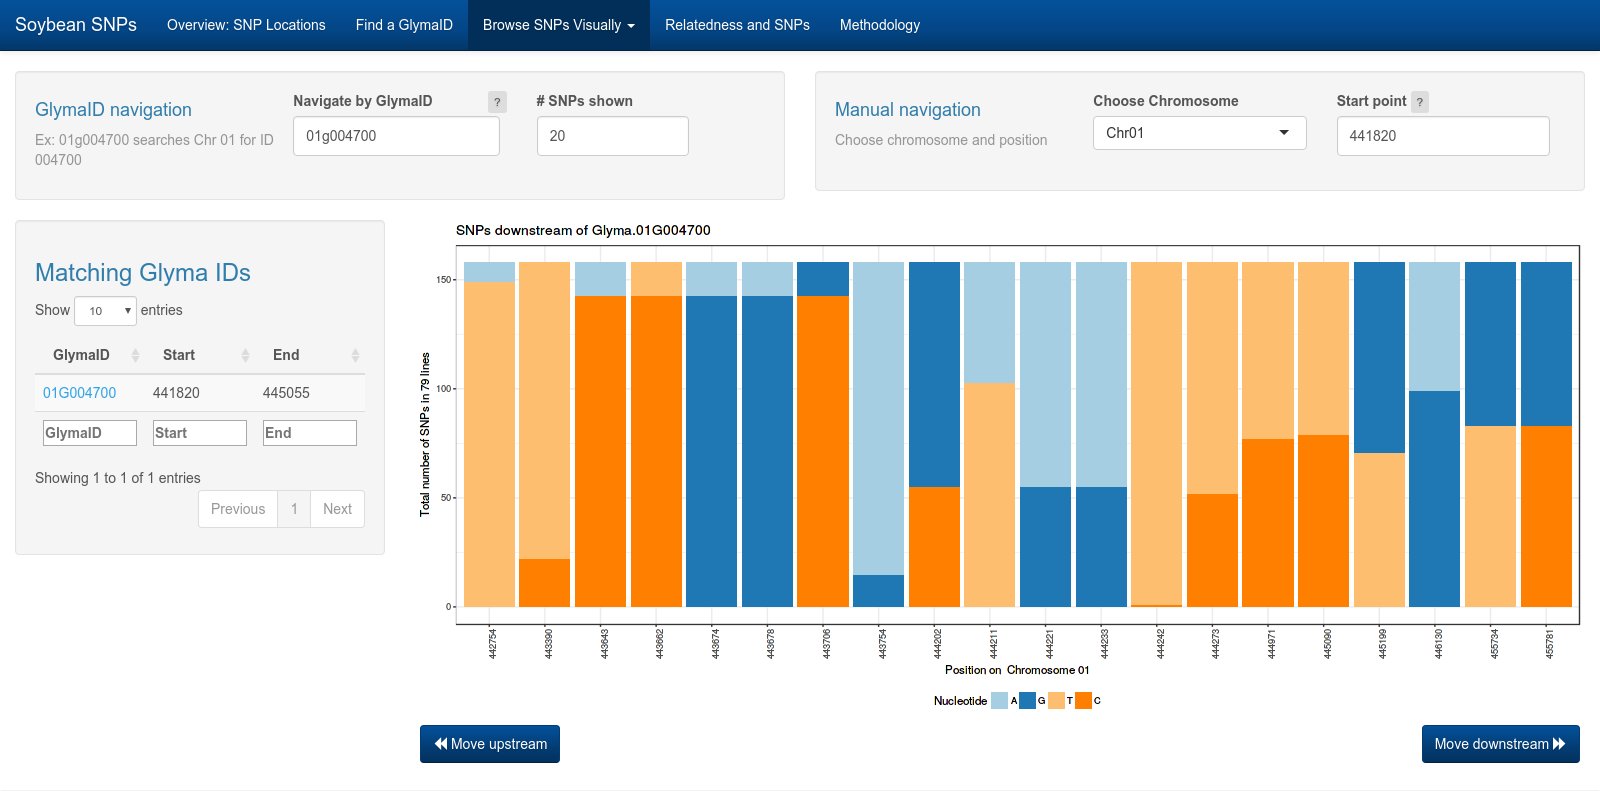 Soybean SNPs Overview: SNP Locations Find a GlymaID Browse SNPs Visually Relatedness and SNPs Methodology
GlymaID navigation
Ex: 01g004700 searches Chr 01 for ID
004700
Navigate by GlymaID ?
01g004700
# SNPs shown
20
Manual navigation
Choose chromosome and position
Choose Chromosome
Chr01
Start point ?
441820
Matching Glyma IDs
Show 10 entries
GlymaID Start End
01G004700 441820 445055
GlymaID Start End
Showing 1 to 1 of 1 entries
Previous 1 Next
SNPs downstream of Glyma.01G004700
Total number of SNPs in 79 lines
150
100
50
0
442754 443390 443643 443662 443674 443678 443706 443754 444202 444211 444221 444233 444242 444273 444971 445090 445199 446130 455734 455781
Position on Chromosome 01
Nucleotide A G T C
Move upstream
Move downstream